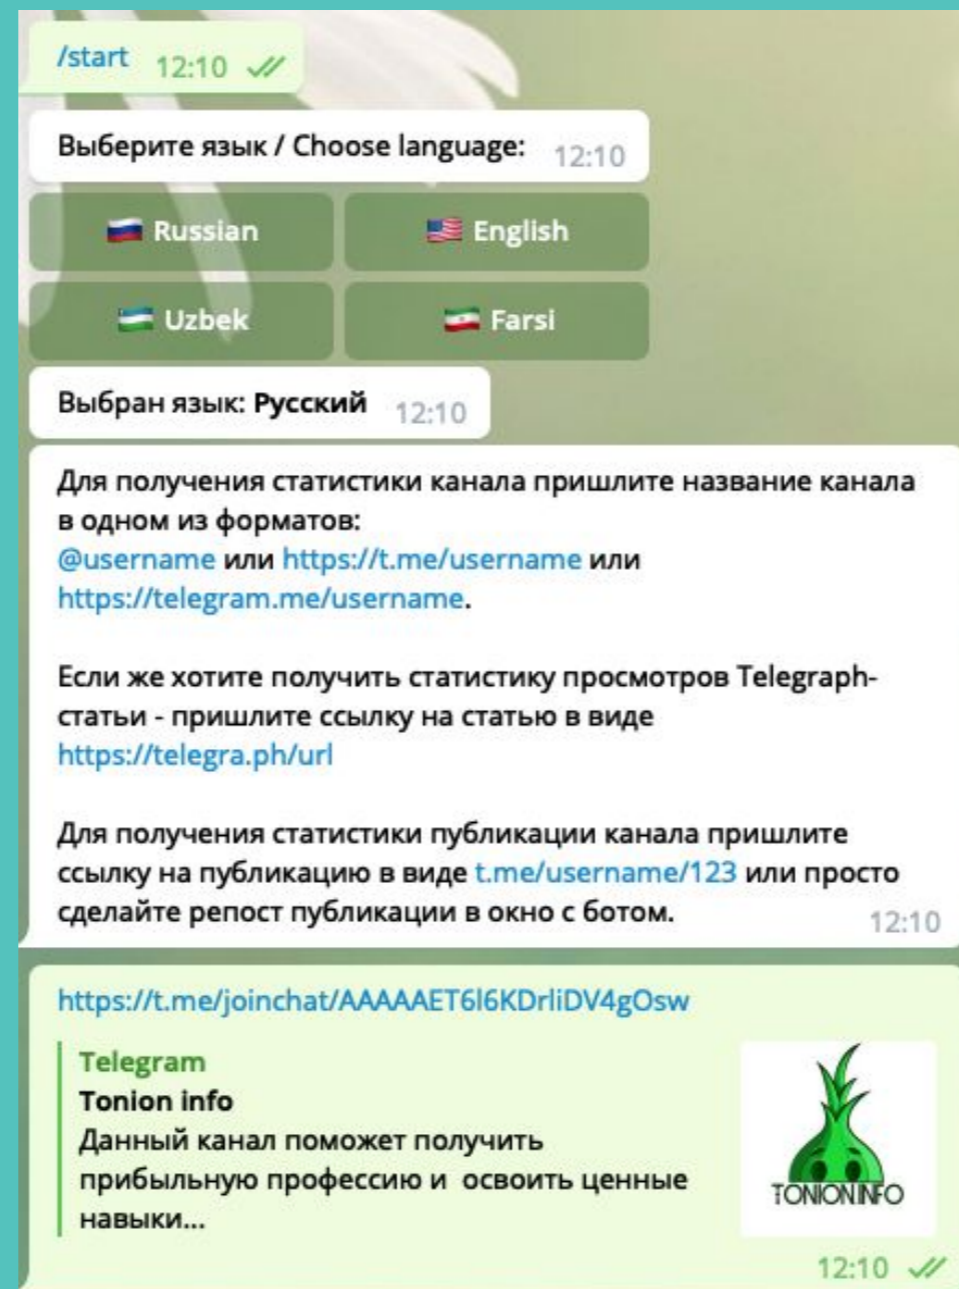 /start 12:10
Выберите язык / Choose language: 12:10
Russian English
Uzbek Farsi
Выбран язык: Русский 12:10
Для получения статистики канала пришлите название канала
в одном из форматов:
@username или https://t.me/username или
https://telegram.me/username.
Если же хотите получить статистику просмотров Telegraph-
статьи - пришлите ссылку на статью в виде
https://telegra.ph/url
Для получения статистики публикации канала пришлите
ссылку на публикацию в виде t.me/username/123 или просто
сделайте репост публикации в окно с ботом. 12:10
https://t.me/joinchat/AAAAAET6l6KDrliDV4gOsw
Telegram
Tonion info
Данный канал поможет получить
прибыльную профессию и освоить ценные
навыки...
TONIONINFO
12:10